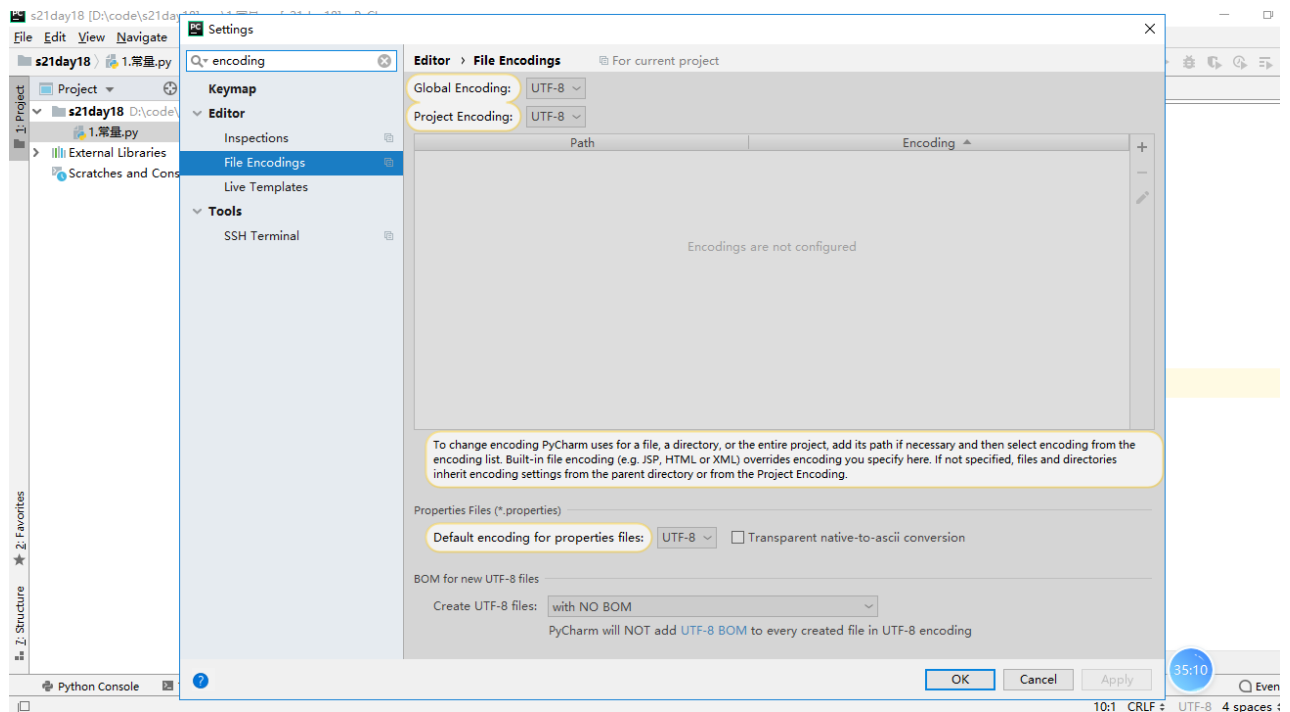 s21day18 [D:\code\s21day
Settings
File Edit View Navigate
s21day18 1.常量.py
encoding
Editor › File Encodings For current project
Project
Keymap
Global Encoding: UTF-8
s21day18 D:\code\
Editor
Project Encoding: UTF-8
1.常量.py
Inspections
Path Encoding
External Libraries
File Encodings
Scratches and Cons
Live Templates
Tools
SSH Terminal
Encodings are not configured
1: Project
To change encoding PyCharm uses for a file, a directory, or the entire project, add its path if necessary and then select encoding from the
encoding list. Built-in file encoding (e.g. JSP, HTML or XML) overrides encoding you specify here. If not specified, files and directories
inherit encoding settings from the parent directory or from the Project Encoding.
Properties Files (*.properties)
Default encoding for properties files: UTF-8 Transparent native-to-ascii conversion
2: Favorites
BOM for new UTF-8 files
Create UTF-8 files: with NO BOM
PyCharm will NOT add UTF-8 BOM to every created file in UTF-8 encoding
Z: Structure
35:10
OK Cancel Apply
Python Console
Even
10:1 CRLF UTF-8 4 spaces